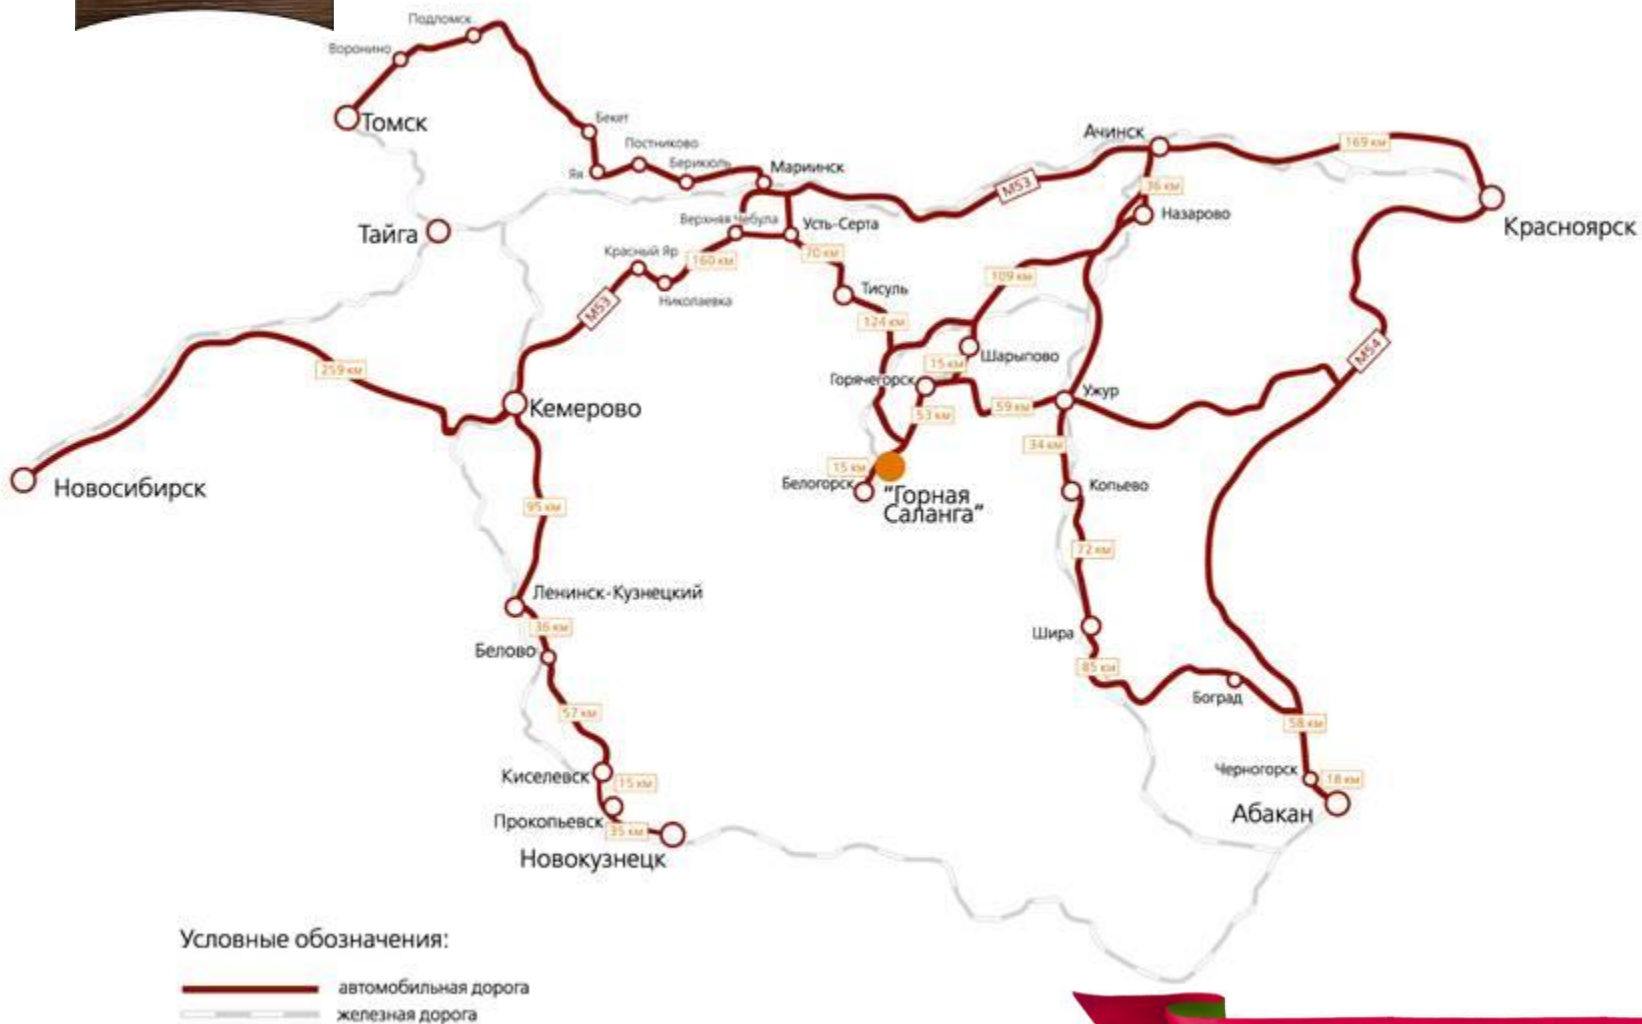 Подломск
Воронино
Томск
Бекет
Постниково
Яя
Берикюль
Мариинск
Ачинск
169 км
М53
36 км
Назарово
Красноярск
Тайга
Верхняя Чебула
Усть-Серта
Красный Яр
160 км
70 км
Николаевка
М53
Тисуль
109 км
124 км
Шарыпово
15 км
М54
259 км
Горячегорск
Ужур
59 км
53 км
Кемерово
34 км
15 км
Белогорск
Копьево
"Горная
Саланга"
Новосибирск
95 км
72 км
Ленинск-Кузнецкий
36 км
Белово
Шира
85 км
Боград
57 км
58 км
Киселевск
15 км
Черногорск
18 км
Абакан
Прокопьевск
35 км
Новокузнецк
Условные обозначения:
автомобильная дорога
железная дорога